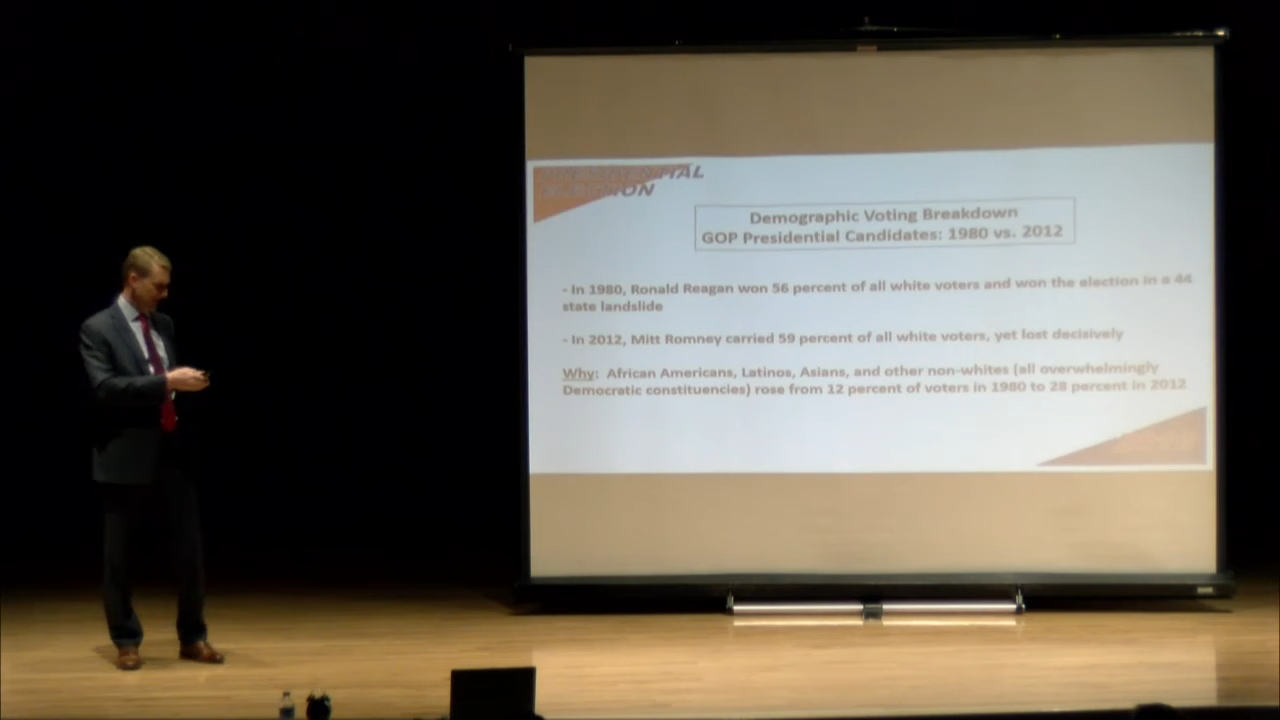 Demographic Voting Breakdown
GOP Presidential Candidates: 1980 vs. 2012
- In 1980, Ronald Reagan won 56 percent of all white voters and won the election in a 44
state landslide
- In 2012, Mitt Romney carried 59 percent of all white voters, yet lost decisively
Why: African Americans, Latinos, Asians, and other non-whites (all overwhelmingly
Democratic constituencies) rose from 12 percent of voters in 1980 to 28 percent in 2012